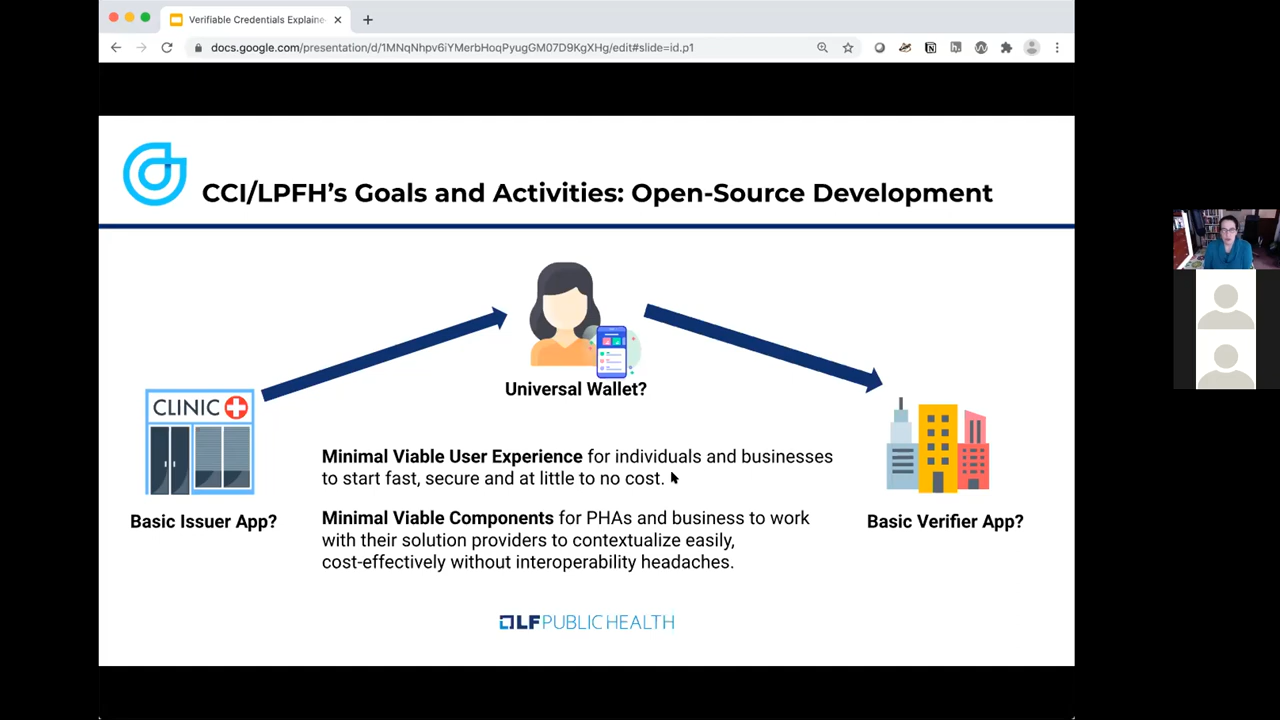 Verifiable Credentials Explaine
docs.google.com/presentation/d/1MNqNhpv6iYMerbHoqPyugGM07D9KgXHg/edit#slide=id.p1
CCI/LPFH’s Goals and Activities: Open-Source Development
Universal Wallet?
CLINIC
Minimal Viable User Experience for individuals and businesses
to start fast, secure and at little to no cost.
Basic Issuer App?
Minimal Viable Components for PHAs and business to work
with their solution providers to contextualize easily,
cost-effectively without interoperability headaches.
Basic Verifier App?
LFPUBLICHEALTH